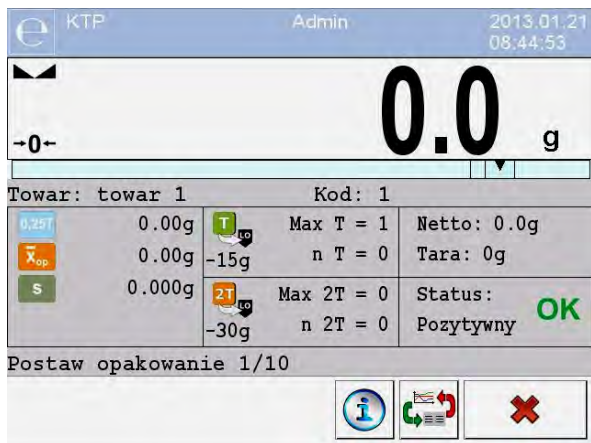 e KTP Admin 2013.01.21
08:44:53
→0←
0.0 g
Towar: towar 1 Kod: 1
0,25T 0.00g
X̄op 0.00g
S 0.000g
T LO Max T = 1
-15g n T = 0
2T LO Max 2T = 0
-30g n 2T = 0
Netto: 0.0g
Tara: 0g
Status: OK
Pozytywny
Postaw opakowanie 1/10
i